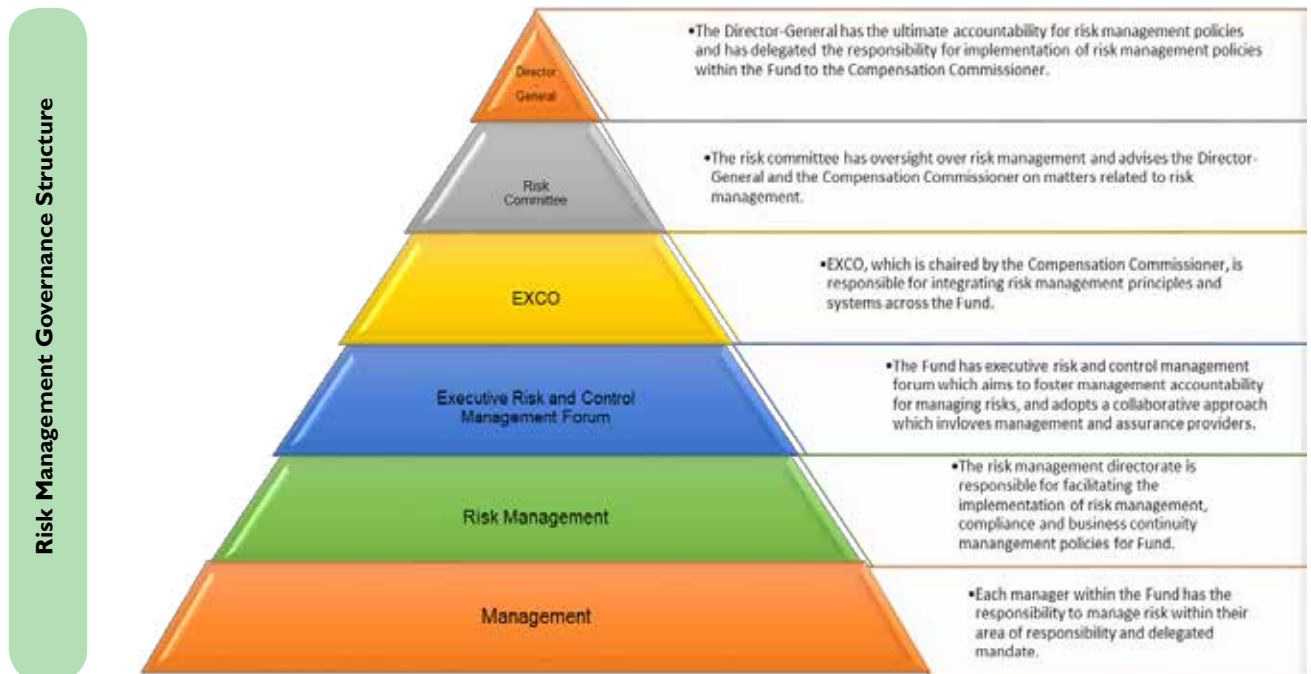 Risk Management Governance Structure
Director
General
•The Director-General has the ultimate accountability for risk management policies
and has delegated the responsibility for implementation of risk management policies
within the Fund to the Compensation Commissioner.
Risk
Committee
•The risk committee has oversight over risk management and advises the Director-
General and the Compensation Commissioner on matters related to risk
management.
EXCO
•EXCO, which is chaired by the Compensation Commissioner, is
responsible for integrating risk management principles and
systems across the Fund.
Executive Risk and Control
Management Forum
•The Fund has executive risk and control management
forum which aims to foster management accountability
for managing risks, and adopts a collaborative approach
which invloves management and assurance providers.
Risk Management
•The risk management directorate is
responsible for facilitating the
implementation of risk management,
compliance and business continuity
manangement policies for Fund.
Management
•Each manager within the Fund has the
responsibility to manage risk within their
area of responsibility and delegated
mandate.